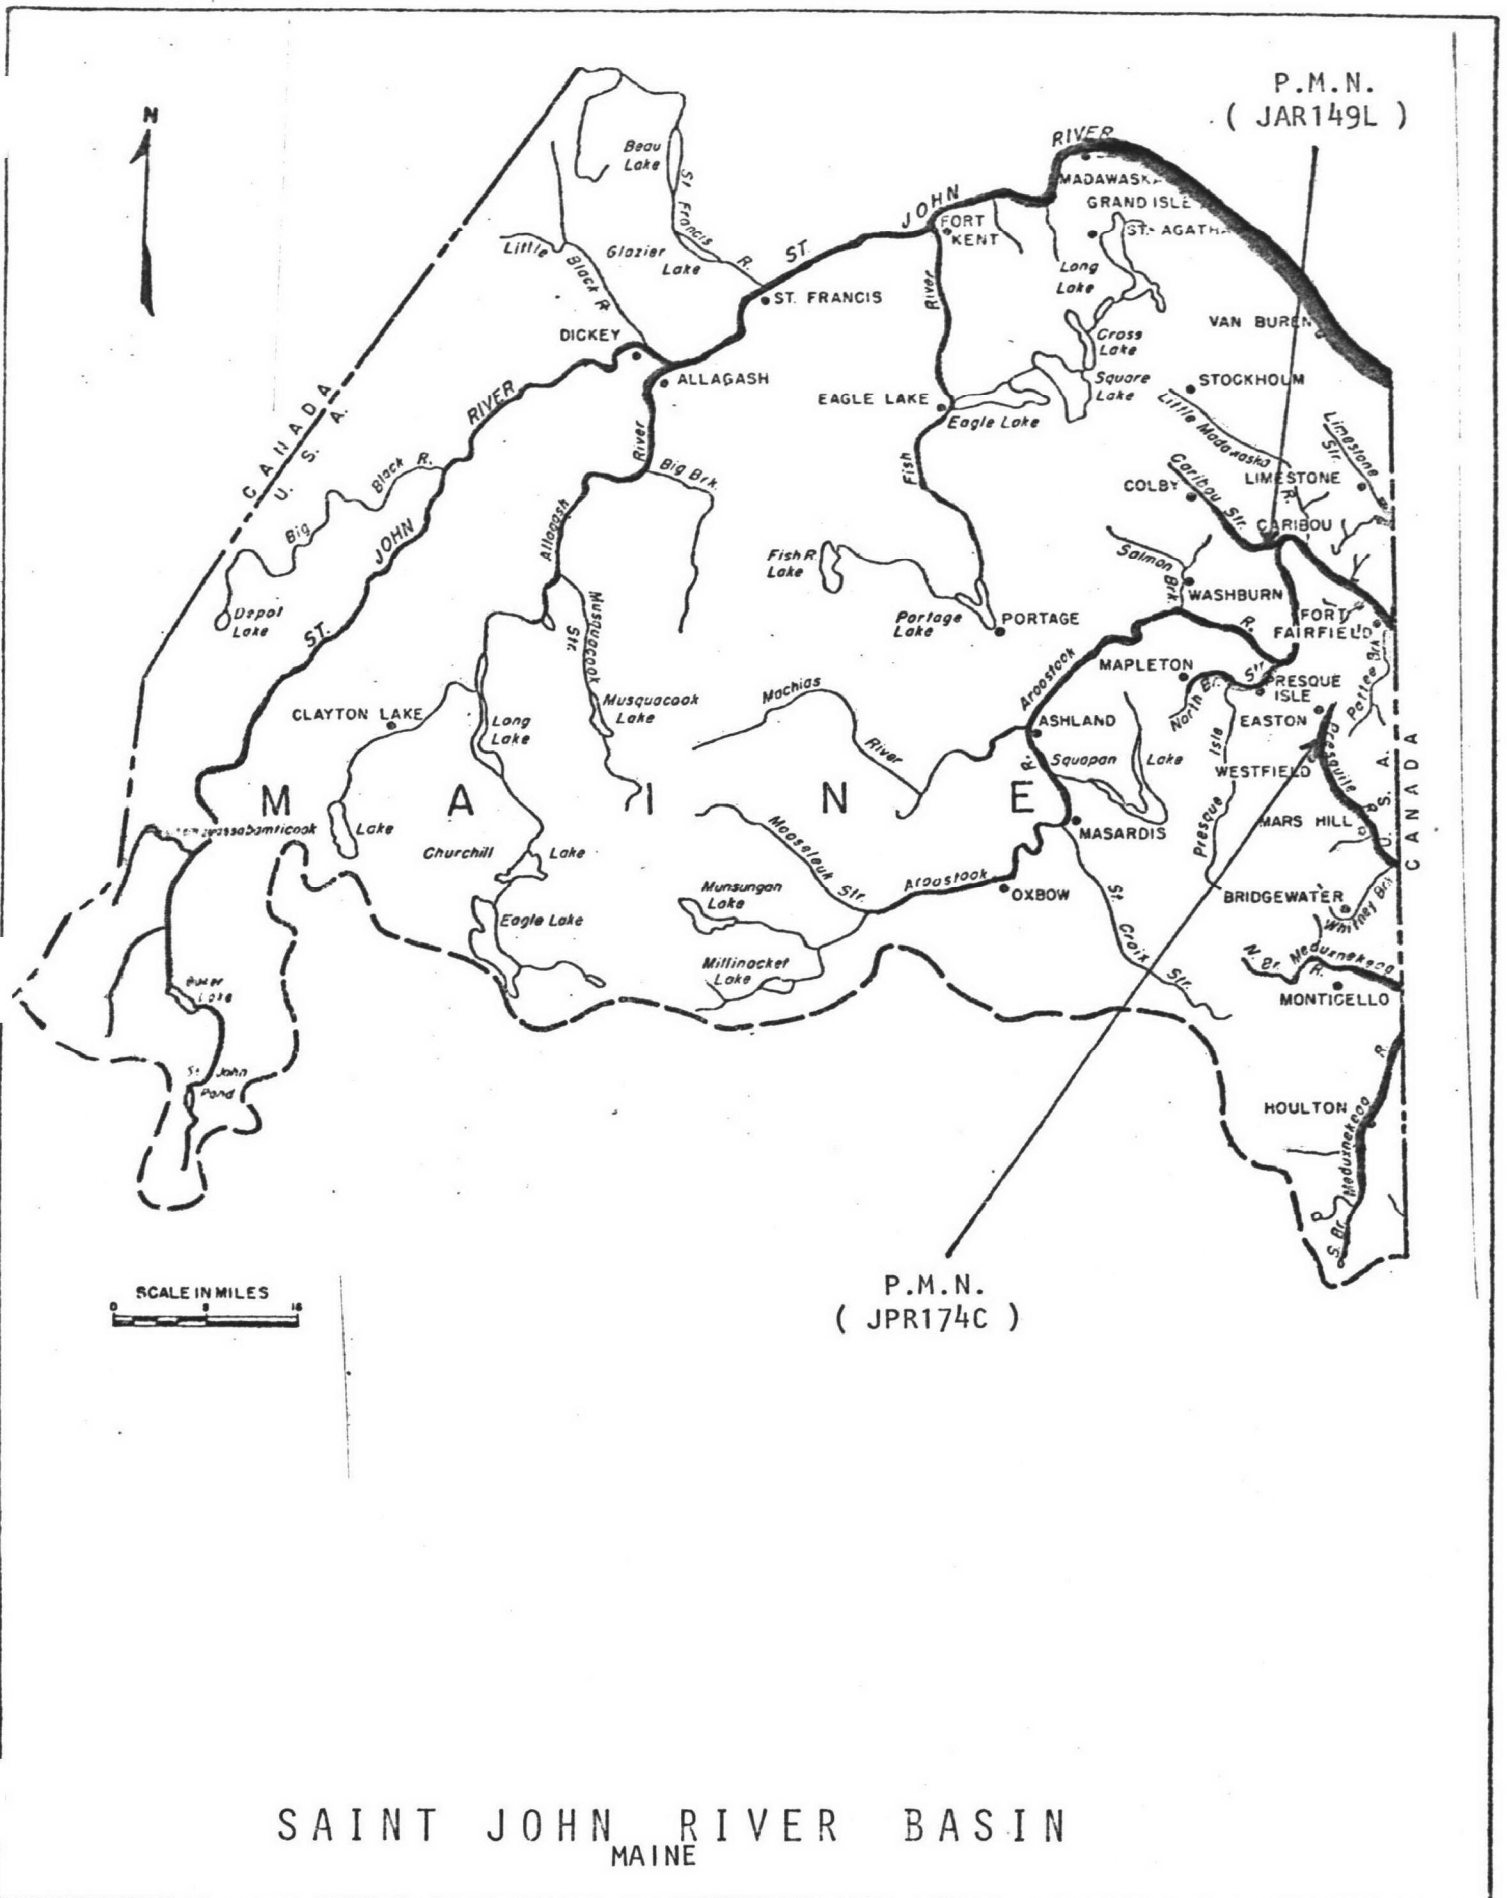 P.M.N.
( JAR149L )
N
RIVER
MADAWASKA
GRAND ISLE
ST. AGATHA
JOHN
FORT
KENT
Beau
Lake
St. Francis
R.
Little
Black R.
Glazier
Lake
ST.
ST. FRANCIS
River
Long
Lake
VAN BUREN
DICKEY
Cross
Lake
ALLAGASH
Square
Lake
STOCKHOLM
EAGLE LAKE
Eagle Lake
CANADA
U. S. A.
RIVER
River
Little Madawaska
R.
Limestone
Str.
Big Black R.
Big Brk.
Fish
Caribou Str.
COLBY
LIMESTONE
JOHN
Allagash
CARIBOU
Fish R.
Lake
Salmon
Brk.
WASHBURN
Depot
Lake
ST.
Musquacook
Str.
Portage
Lake
PORTAGE
R.
FORT
FAIRFIELD
Aroostook
MAPLETON
North Br.
Str.
PRESQUE
ISLE
Machias
River
CLAYTON LAKE
Long
Lake
Musquacook
Lake
ASHLAND
R.
EASTON
Squapan
Lake
Isle
Presque
WESTFIELD
Presquile
R.
U. S. A.
CANADA
M A I N E
Lake
MARS HILL
MASARDIS
Churchill Lake
Mooseleuk Str.
Aroostook
OXBOW
Munsungan
Lake
BRIDGEWATER
Whitney Brk.
Eagle Lake
St. Croix Str.
Millinocket
Lake
N. Br. Meduxnekeag
R.
MONTICELLO
Baker
Lake
St. John
Pond
HOULTON
Meduxnekeag
R.
S. Br.
P.M.N.
( JPR174C )
SCALE IN MILES
0 8 16
SAINT JOHN RIVER BASIN
MAINE